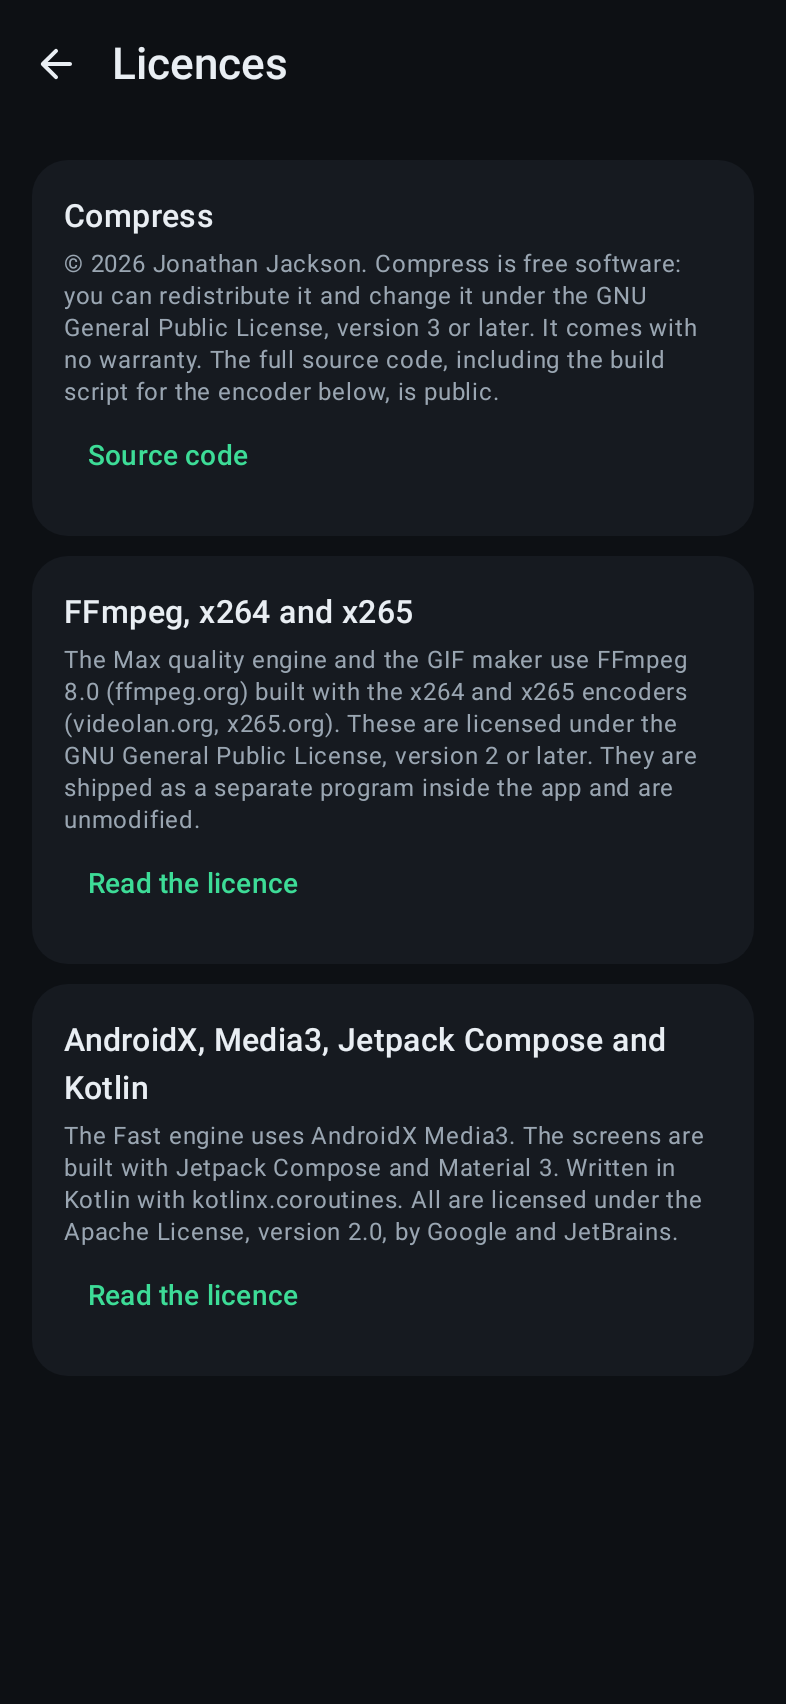 Licences
Compress
© 2026 Jonathan Jackson. Compress is free software:
you can redistribute it and change it under the GNU
General Public License, version 3 or later. It comes with
no warranty. The full source code, including the build
script for the encoder below, is public.
Source code
FFmpeg, x264 and x265
The Max quality engine and the GIF maker use FFmpeg
8.0 (ffmpeg.org) built with the x264 and x265 encoders
(videolan.org, x265.org). These are licensed under the
GNU General Public License, version 2 or later. They are
shipped as a separate program inside the app and are
unmodified.
Read the licence
AndroidX, Media3, Jetpack Compose and
Kotlin
The Fast engine uses AndroidX Media3. The screens are
built with Jetpack Compose and Material 3. Written in
Kotlin with kotlinx.coroutines. All are licensed under the
Apache License, version 2.0, by Google and JetBrains.
Read the licence